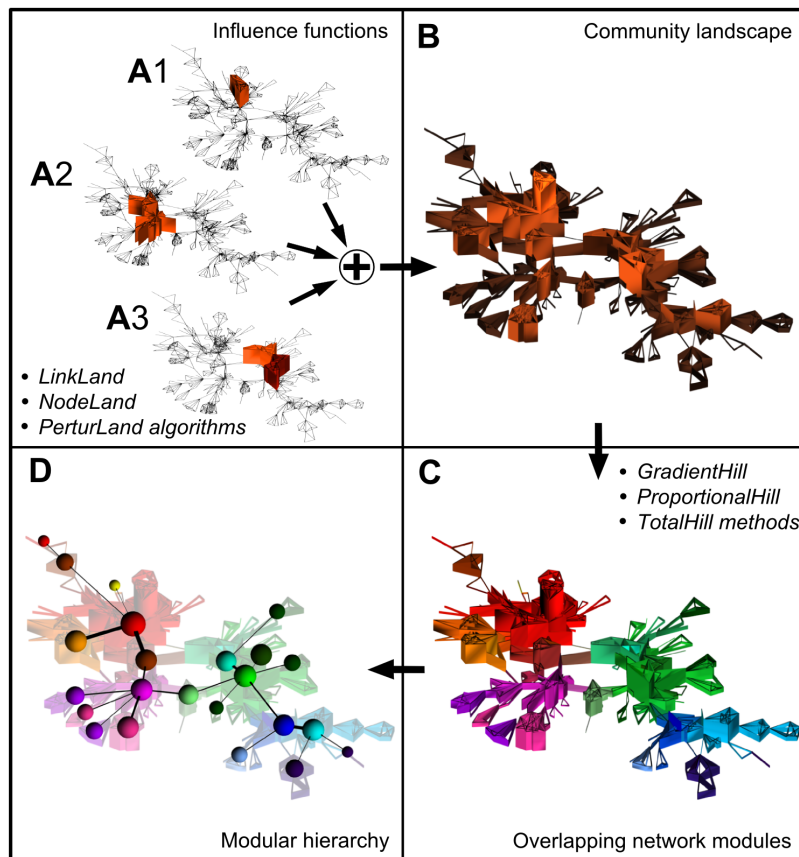 Influence functions
A1
A2
A3
• LinkLand
• NodeLand
• PerturLand algorithms
B
Community landscape
C
• GradientHill
• ProportionalHill
• TotalHill methods
Overlapping network modules
D
Modular hierarchy